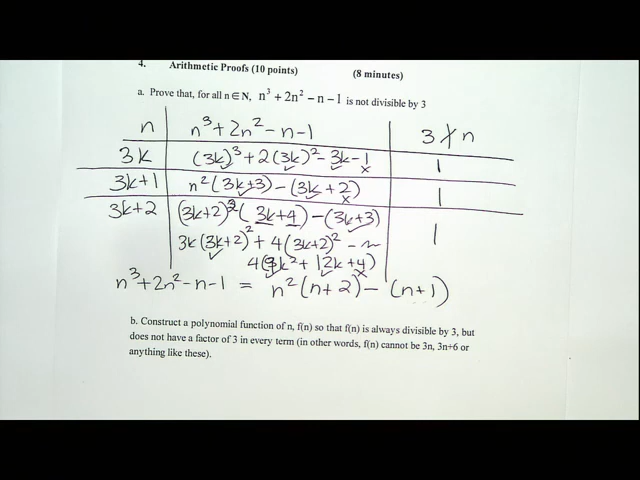 4. Arithmetic Proofs (10 points) (8 minutes)
a. Prove that, for all n ∈ N, n³ + 2n² − n − 1 is not divisible by 3
n n³ + 2n² − n − 1 3 ∤ n
3k (3k)³ + 2(3k)² − 3k − 1 1
3k+1 n²(3k+3) − (3k+2) 1
3k+2 (3k+2)²(3k+4) − (3k+3) 1
3k(3k+2)² + 4(3k+2)² − ~
4(9k² + 12k + 4)
n³ + 2n² − n − 1 = n²(n+2) − (n+1)
b. Construct a polynomial function of n, f(n) so that f(n) is always divisible by 3, but
does not have a factor of 3 in every term (in other words, f(n) cannot be 3n, 3n+6 or
anything like these).